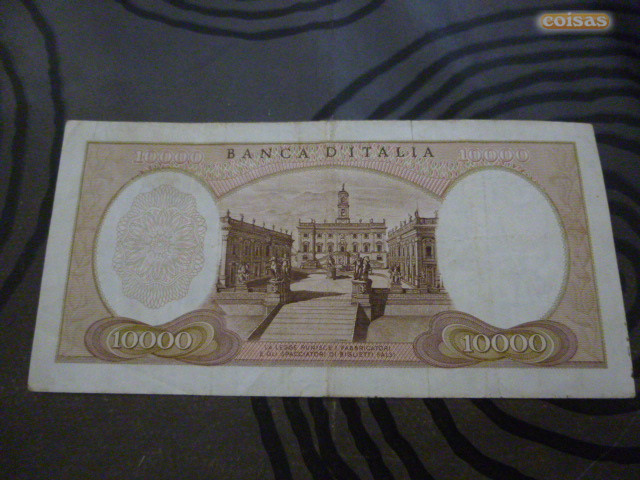 coisas
10000 BANCA D'ITALIA 10000
10000 10000
LA LEGGE PUNISCE I FABBRICATORI
E GLI SPACCIATORI DI BIGLIETTI FALSI